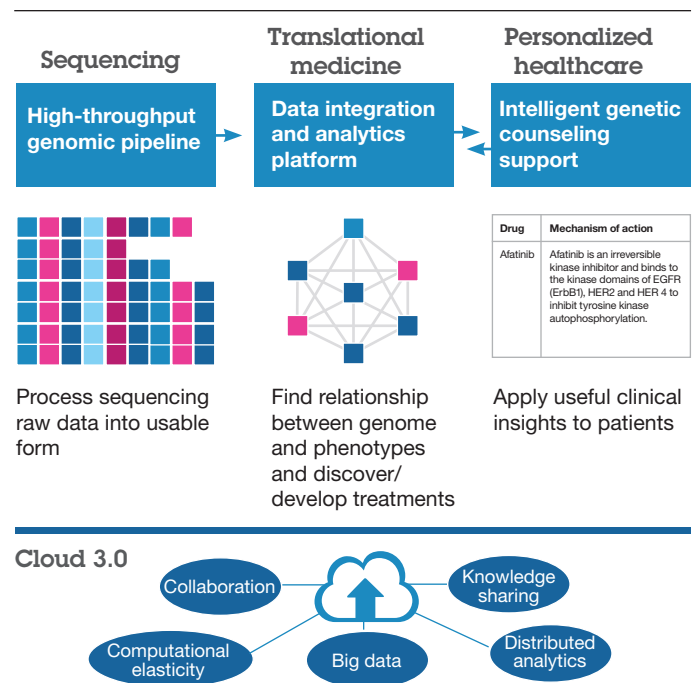 Sequencing
Translational
medicine
Personalized
healthcare
High-throughput
genomic pipeline
Data integration
and analytics
platform
Intelligent genetic
counseling
support
Drug
Mechanism of action
Afatinib
Afatinib is an irreversible
kinase inhibitor and binds to
the kinase domains of EGFR
(ErbB1), HER2 and HER 4 to
inhibit tyrosine kinase
autophosphorylation.
Process sequencing
raw data into usable
form
Find relationship
between genome
and phenotypes
and discover/
develop treatments
Apply useful clinical
insights to patients
Cloud 3.0
Collaboration
Knowledge
sharing
Computational
elasticity
Big data
Distributed
analytics